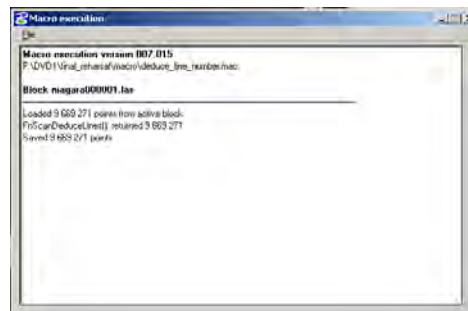 Macro execution
File
Macro execution version 007.015
F:\DVD1\final_rehersal\macro\deduce_line_number.mac
Block niagara000001.las
Loaded 9 669 271 points from active block
FnScanDeduceLines() returned 9 669 271
Saved 9 669 271 points